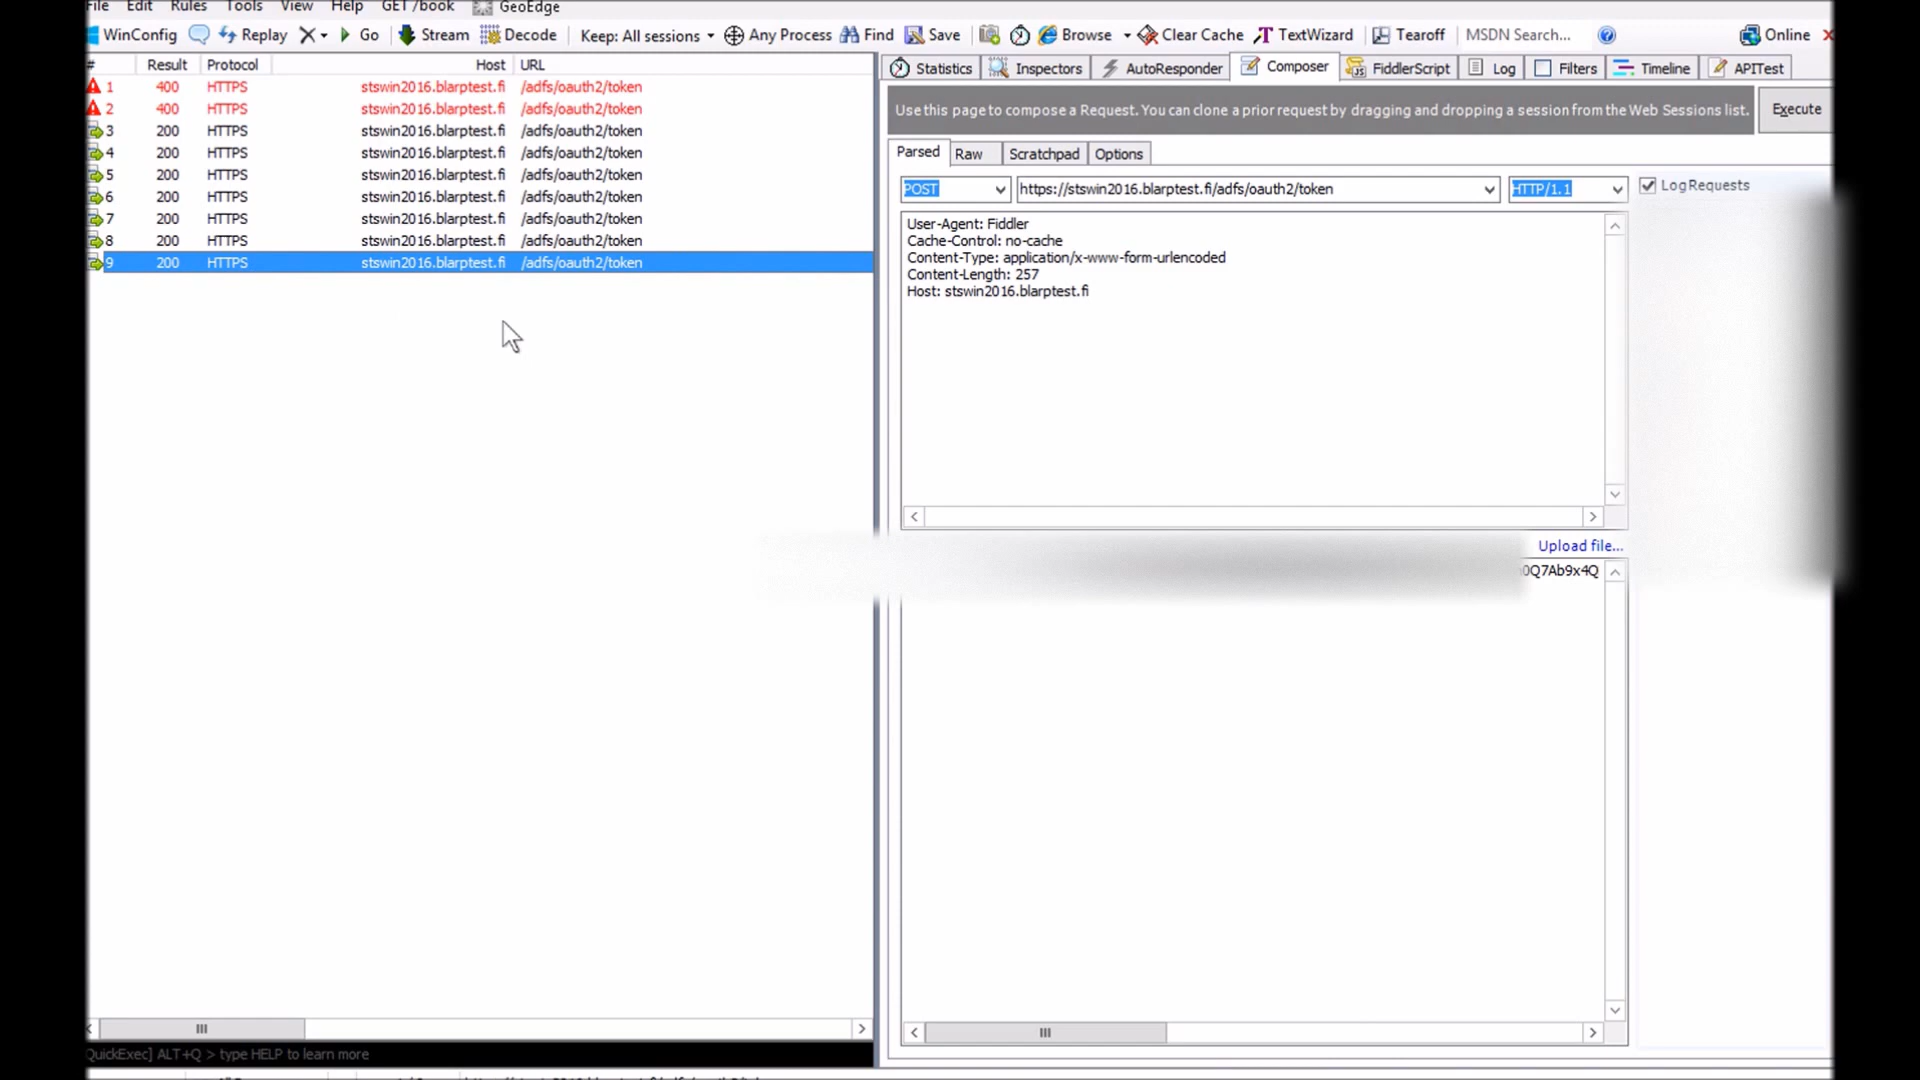 File Edit Rules Tools View Help GET /book GeoEdge
WinConfig Replay Go Stream Decode Keep: All sessions Any Process Find Save Browse Clear Cache TextWizard Tearoff MSDN Search... Online
# Result Protocol Host URL
1 400 HTTPS stswin2016.blarptest.fi /adfs/oauth2/token
2 400 HTTPS stswin2016.blarptest.fi /adfs/oauth2/token
3 200 HTTPS stswin2016.blarptest.fi /adfs/oauth2/token
4 200 HTTPS stswin2016.blarptest.fi /adfs/oauth2/token
5 200 HTTPS stswin2016.blarptest.fi /adfs/oauth2/token
6 200 HTTPS stswin2016.blarptest.fi /adfs/oauth2/token
7 200 HTTPS stswin2016.blarptest.fi /adfs/oauth2/token
8 200 HTTPS stswin2016.blarptest.fi /adfs/oauth2/token
9 200 HTTPS stswin2016.blarptest.fi /adfs/oauth2/token
QuickExec] ALT+Q > type HELP to learn more
Statistics Inspectors AutoResponder Composer FiddlerScript Log Filters Timeline APITest
Use this page to compose a Request. You can clone a prior request by dragging and dropping a session from the Web Sessions list. Execute
Parsed Raw Scratchpad Options
POST https://stswin2016.blarptest.fi/adfs/oauth2/token HTTP/1.1 Log Requests
User-Agent: Fiddler
Cache-Control: no-cache
Content-Type: application/x-www-form-urlencoded
Content-Length: 257
Host: stswin2016.blarptest.fi
Upload file...
0Q7Ab9x4Q